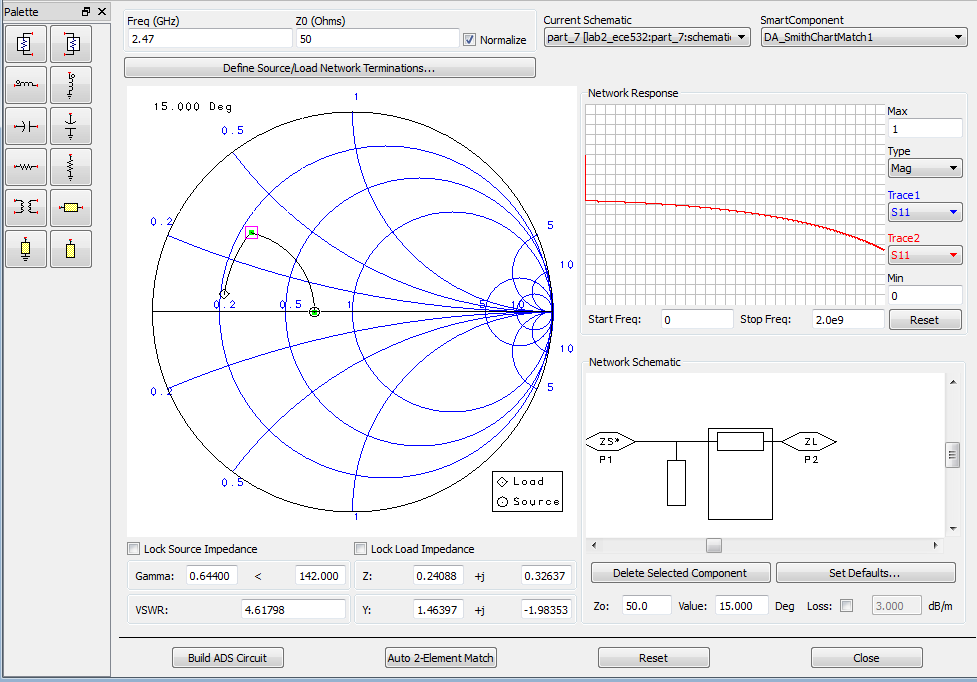 Palette
Freq (GHz)
Z0 (Ohms)
2.47
50
Normalize
Current Schematic
SmartComponent
part_7 [lab2_ece532:part_7:schemati
DA_SmithChartMatch1
Define Source/Load Network Terminations...
15.000 Deg
1
0.5
0.2
5
10
0.2
0.5
1
5
10
10
5
0.2
0.5
1
Load
Source
Network Response
Max
1
Type
Mag
Trace1
S11
Trace2
S11
Min
0
Start Freq:
0
Stop Freq:
2.0e9
Reset
Network Schematic
ZS*
P1
ZL
P2
Lock Source Impedance
Lock Load Impedance
Gamma:
0.64400
<
142.000
Z:
0.24088
+j
0.32637
VSWR:
4.61798
Y:
1.46397
+j
-1.98353
Delete Selected Component
Set Defaults...
Zo:
50.0
Value:
15.000
Deg
Loss:
3.000
dB/m
Build ADS Circuit
Auto 2-Element Match
Reset
Close